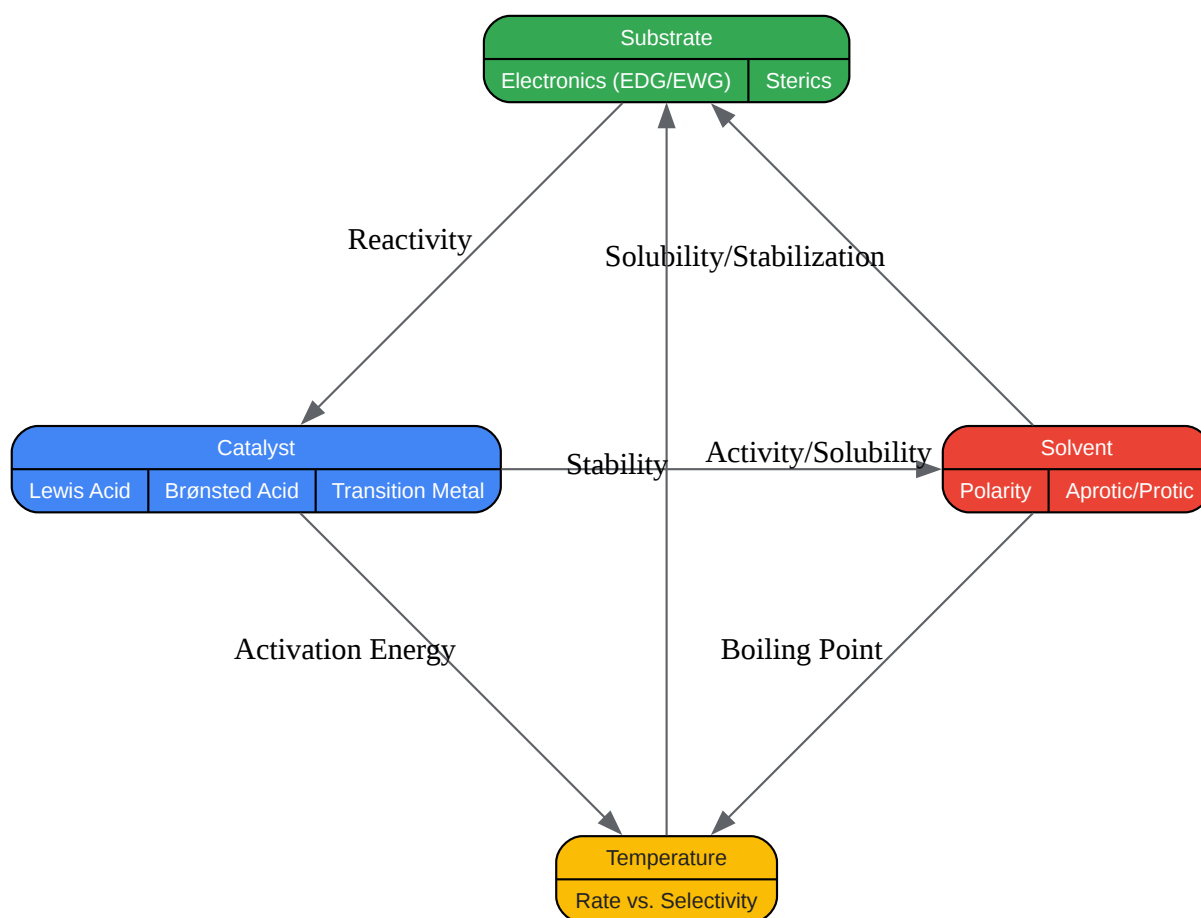 Substrate
Electronics (EDG/EWG) Sterics
Reactivity
Solubility/Stabilization
Catalyst
Lewis Acid Brønsted Acid Transition Metal
Stability
Activity/Solubility
Solvent
Polarity Aprotic/Protic
Activation Energy
Boiling Point
Temperature
Rate vs. Selectivity